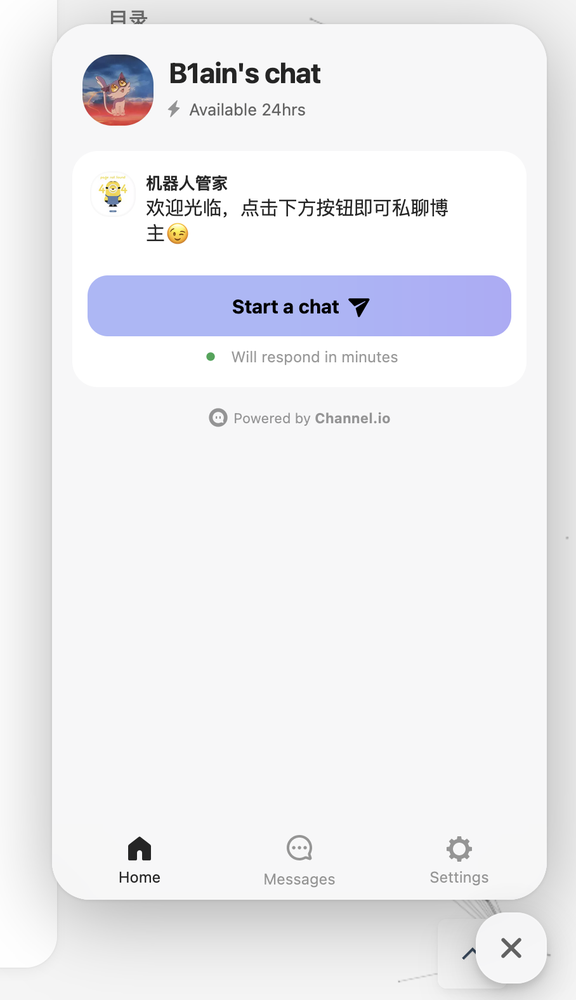 目录
B1ain's chat
Available 24hrs
机器人管家
欢迎光临，点击下方按钮即可私聊博
主😉
Start a chat
Will respond in minutes
Powered by Channel.io
Home
Messages
Settings